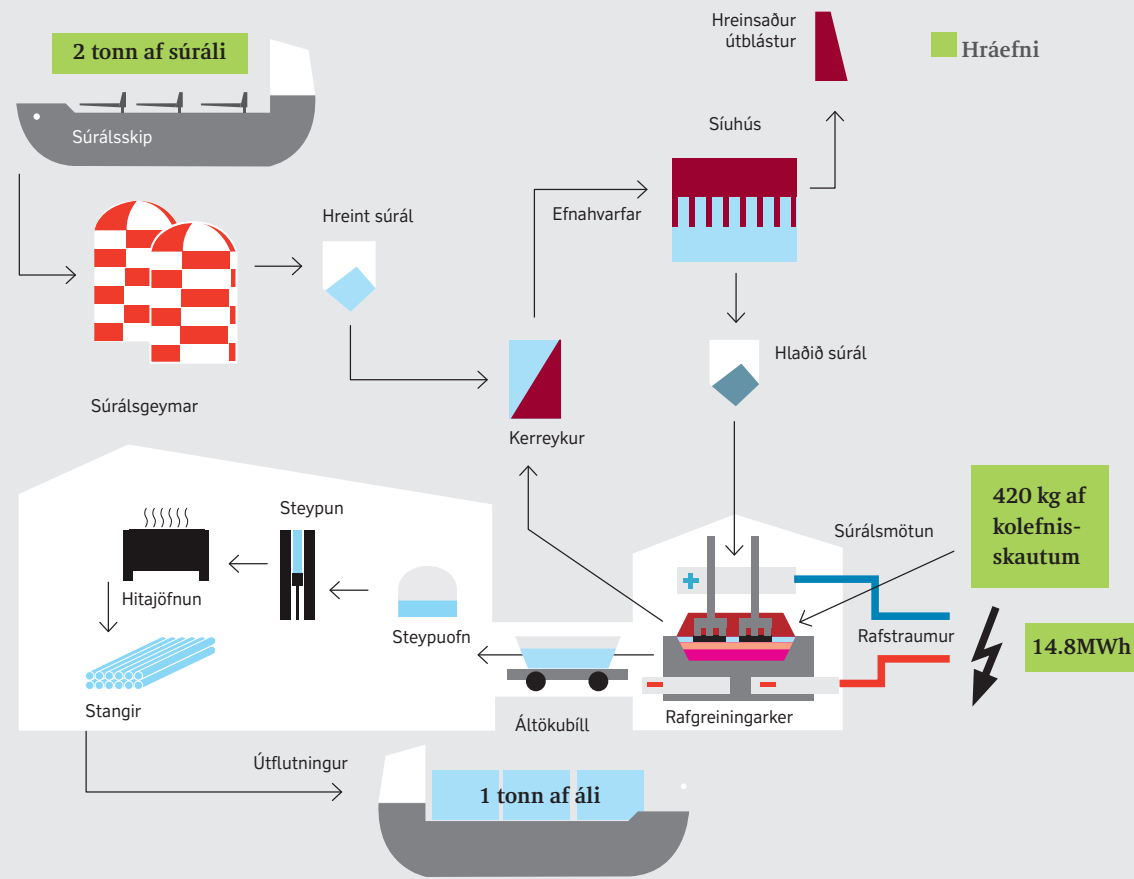 2 tonn af súráli
Súrálsskip
Hreinsaður
útblástur
Hráefni
Síuhús
Hreint súrál
Efnahvarfar
Súrálsgeymar
Hlaðið súrál
Kerreykur
420 kg af
kolefnis-
skautum
Súrálsmötun
Steypun
Hitajöfnun
Steypuofn
Rafstraumur
14.8MWh
Stangir
Áltökubíll
Rafgreiningarker
Útflutningur
1 tonn af áli